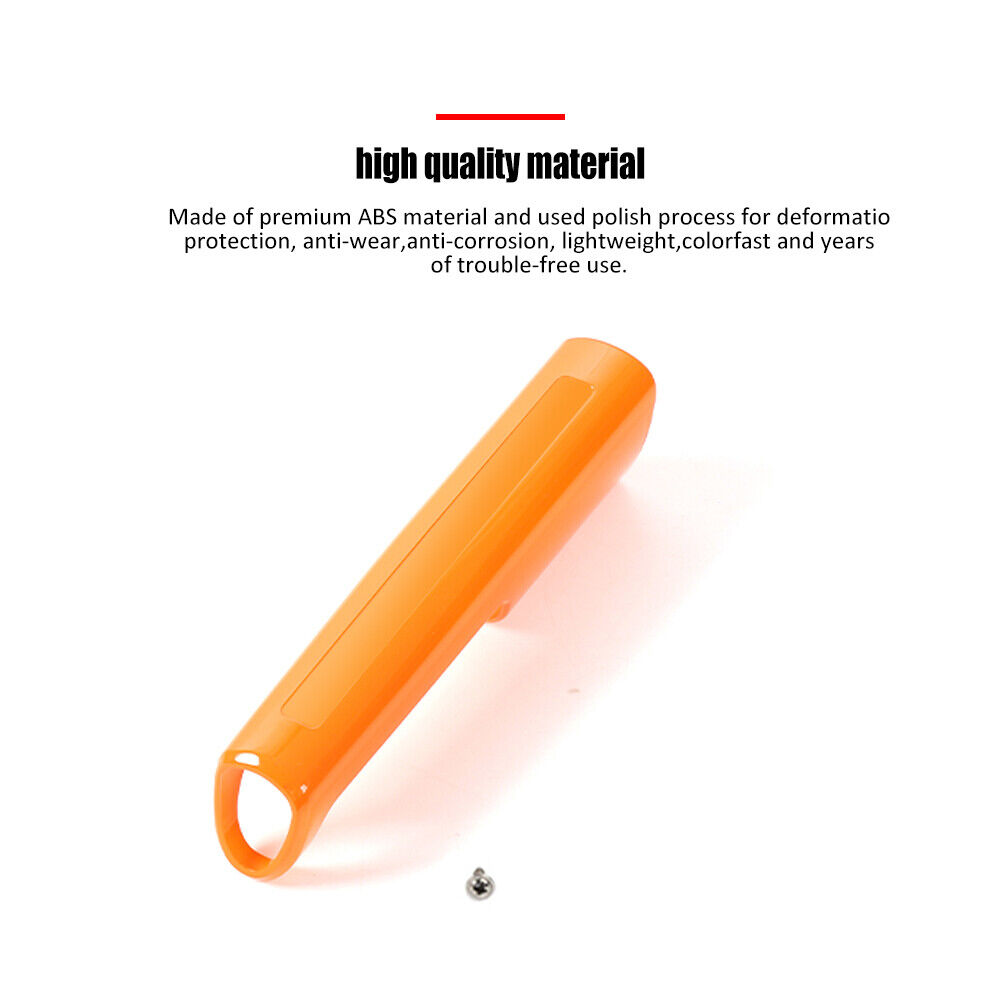 high quality material
Made of premium ABS material and used polish process for deformatio
protection, anti-wear,anti-corrosion, lightweight,colorfast and years
of trouble-free use.